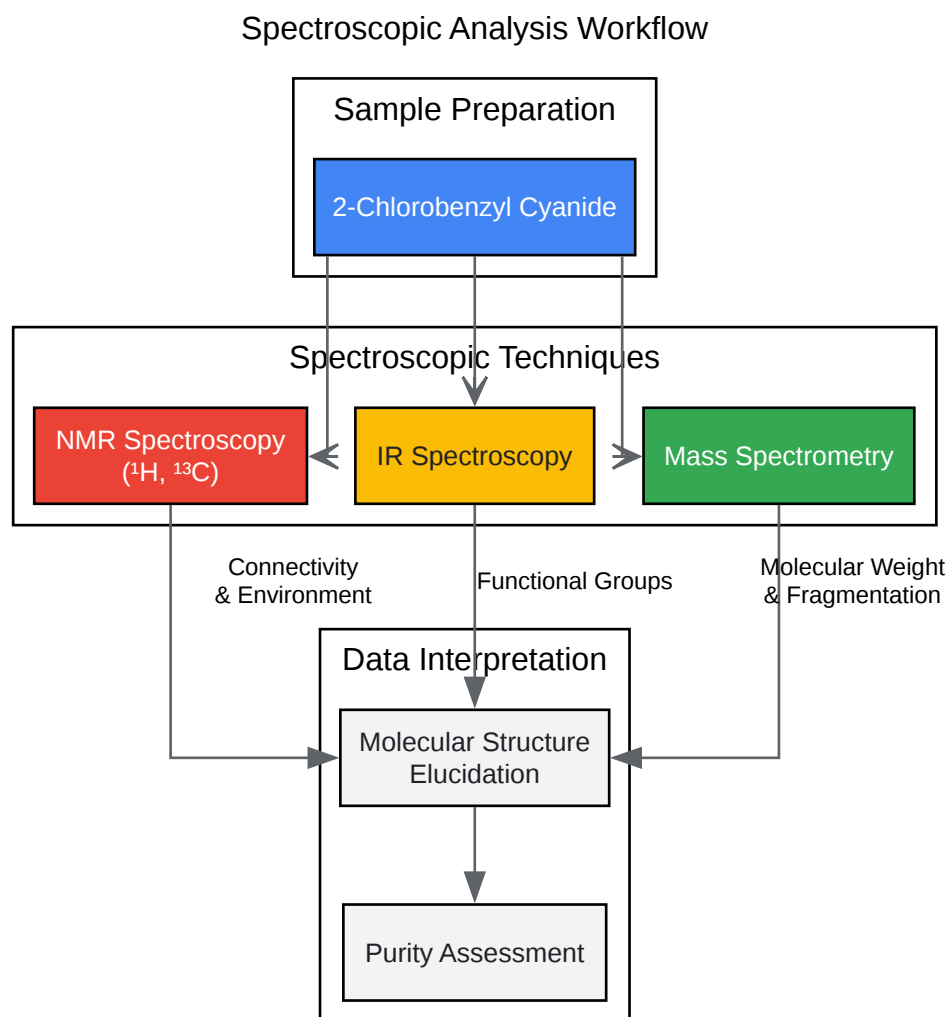 Spectroscopic Analysis Workflow
Sample Preparation
2-Chlorobenzyl Cyanide
Spectroscopic Techniques
NMR Spectroscopy
(¹H, ¹³C)
IR Spectroscopy
Mass Spectrometry
Connectivity
& Environment
Functional Groups
Molecular Weight
& Fragmentation
Data Interpretation
Molecular Structure
Elucidation
Purity Assessment